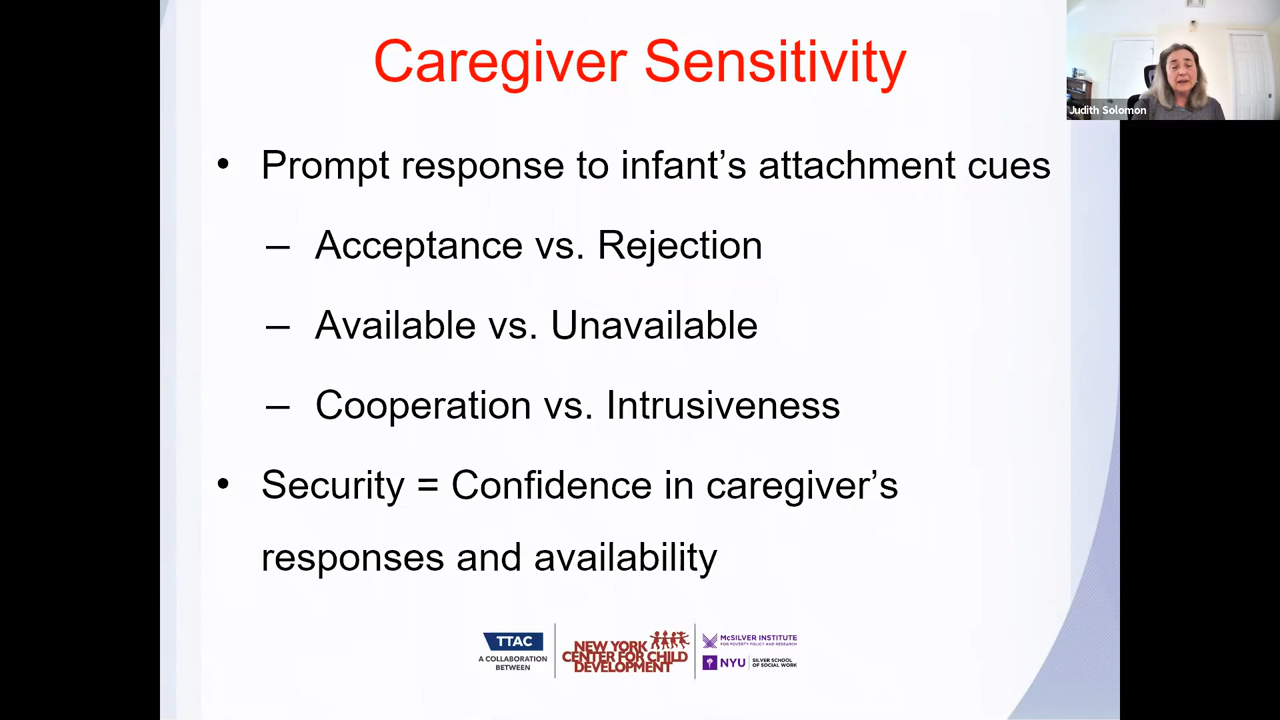 Caregiver Sensitivity
Judith Solomon
• Prompt response to infant’s attachment cues
– Acceptance vs. Rejection
– Available vs. Unavailable
– Cooperation vs. Intrusiveness
• Security = Confidence in caregiver’s
responses and availability
TTAC
A COLLABORATION
BETWEEN
NEW YORK
CENTER FOR CHILD
DEVELOPMENT
McSILVER INSTITUTE
FOR POVERTY POLICY AND RESEARCH
NYU SILVER SCHOOL
OF SOCIAL WORK